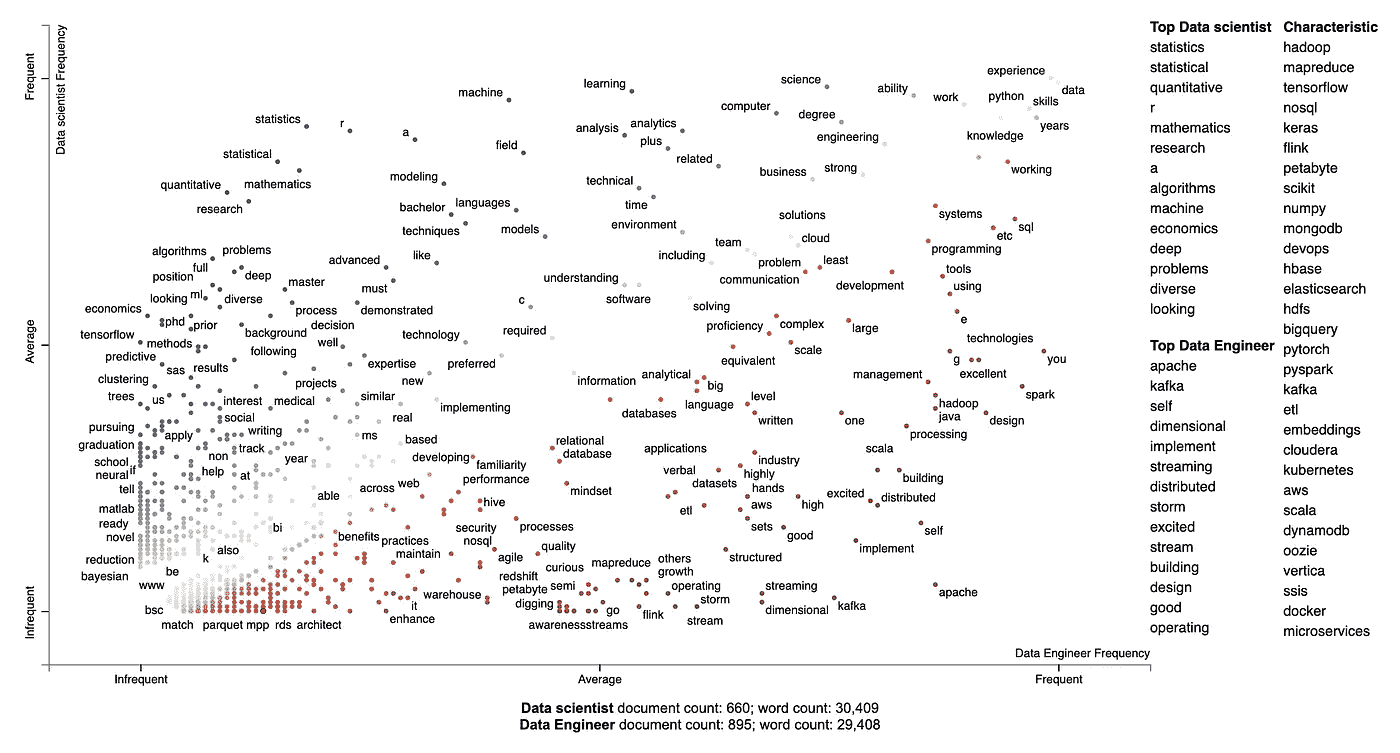 Data scientist Frequency
Frequent
Average
Infrequent
experience
data
learning
science
ability
machine
work
python
skills
computer
years
statistics
r
a
analysis
analytics
degree
engineering
knowledge
plus
field
related
statistical
working
business
strong
modeling
technical
quantitative
mathematics
research
bachelor
languages
time
techniques
models
environment
solutions
systems
sql
etc
team
cloud
programming
algorithms
problems
like
including
problem
least
full
advanced
communication
tools
position
deep
understanding
development
must
master
using
looking
ml
diverse
software
solving
economics
process
demonstrated
c
e
phd
prior
decision
proficiency
complex
large
tensorflow
background
well
technology
required
technologies
methods
scale
following
predictive
equivalent
g
you
sas
results
expertise
preferred
excellent
clustering
new
information
analytical
big
management
projects
trees
us
interest
medical
similar
implementing
databases
language
level
hadoop
spark
social
real
written
one
java
design
pursuing
apply
writing
ms
processing
graduation
based
relational
database
non
track
developing
applications
scala
school
year
familiarity
industry
neural
if
help
at
web
performance
verbal
highly
building
tell
across
mindset
datasets
hands
able
hive
excited
distributed
matlab
etl
aws
high
ready
bi
security
processes
sets
self
novel
benefits
practices
nosql
good
also
maintain
agile
quality
structured
implement
reduction
k
curious
mapreduce
others
bayesian
be
redshift
growth
www
petabyte
semi
operating
streaming
apache
warehouse
bsc
it
digging
go
storm
dimensional
kafka
enhance
flink
match
parquet
mpp
rds
architect
awareness
streams
stream
Data Engineer Frequency
Infrequent
Average
Frequent
Top Data scientist
statistics
statistical
quantitative
r
mathematics
research
a
algorithms
machine
economics
deep
problems
diverse
looking
Top Data Engineer
apache
kafka
self
dimensional
implement
streaming
distributed
storm
excited
stream
building
design
good
operating
Characteristic
hadoop
mapreduce
tensorflow
nosql
keras
flink
petabyte
scikit
numpy
mongodb
devops
hbase
elasticsearch
hdfs
bigquery
pytorch
pyspark
kafka
etl
embeddings
cloudera
kubernetes
aws
scala
dynamodb
oozie
vertica
ssis
docker
microservices
Data scientist document count: 660; word count: 30,409
Data Engineer document count: 895; word count: 29,408